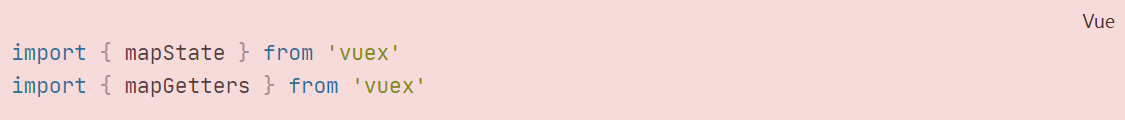 Vue
import { mapState } from 'vuex'
import { mapGetters } from 'vuex'